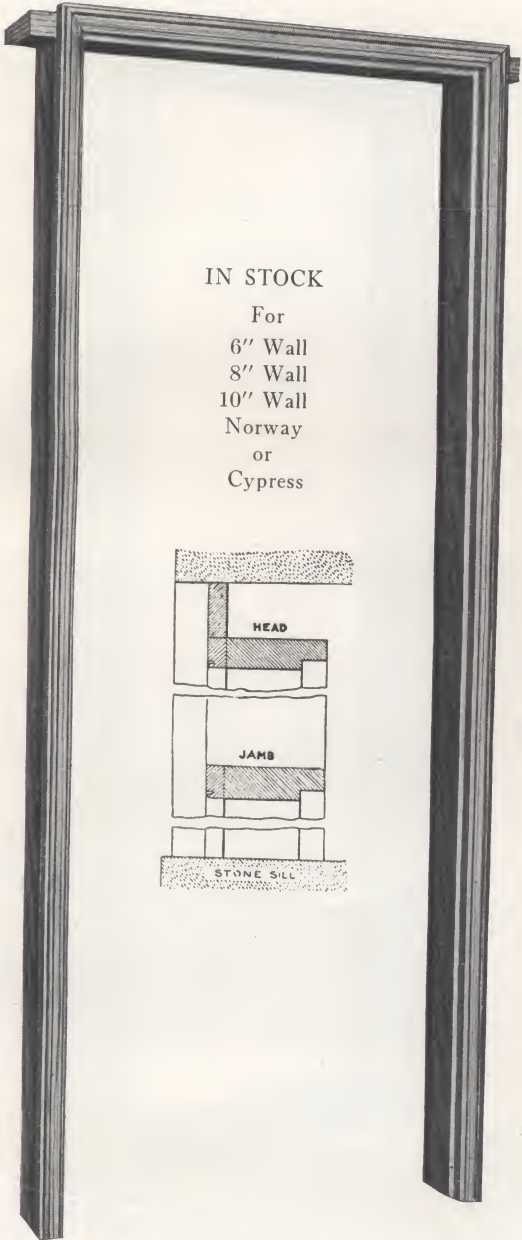 IN STOCK
For
6″ Wall
8″ Wall
10″ Wall
Norway
or
Cypress
HEAD
JAMB
STONE SILL